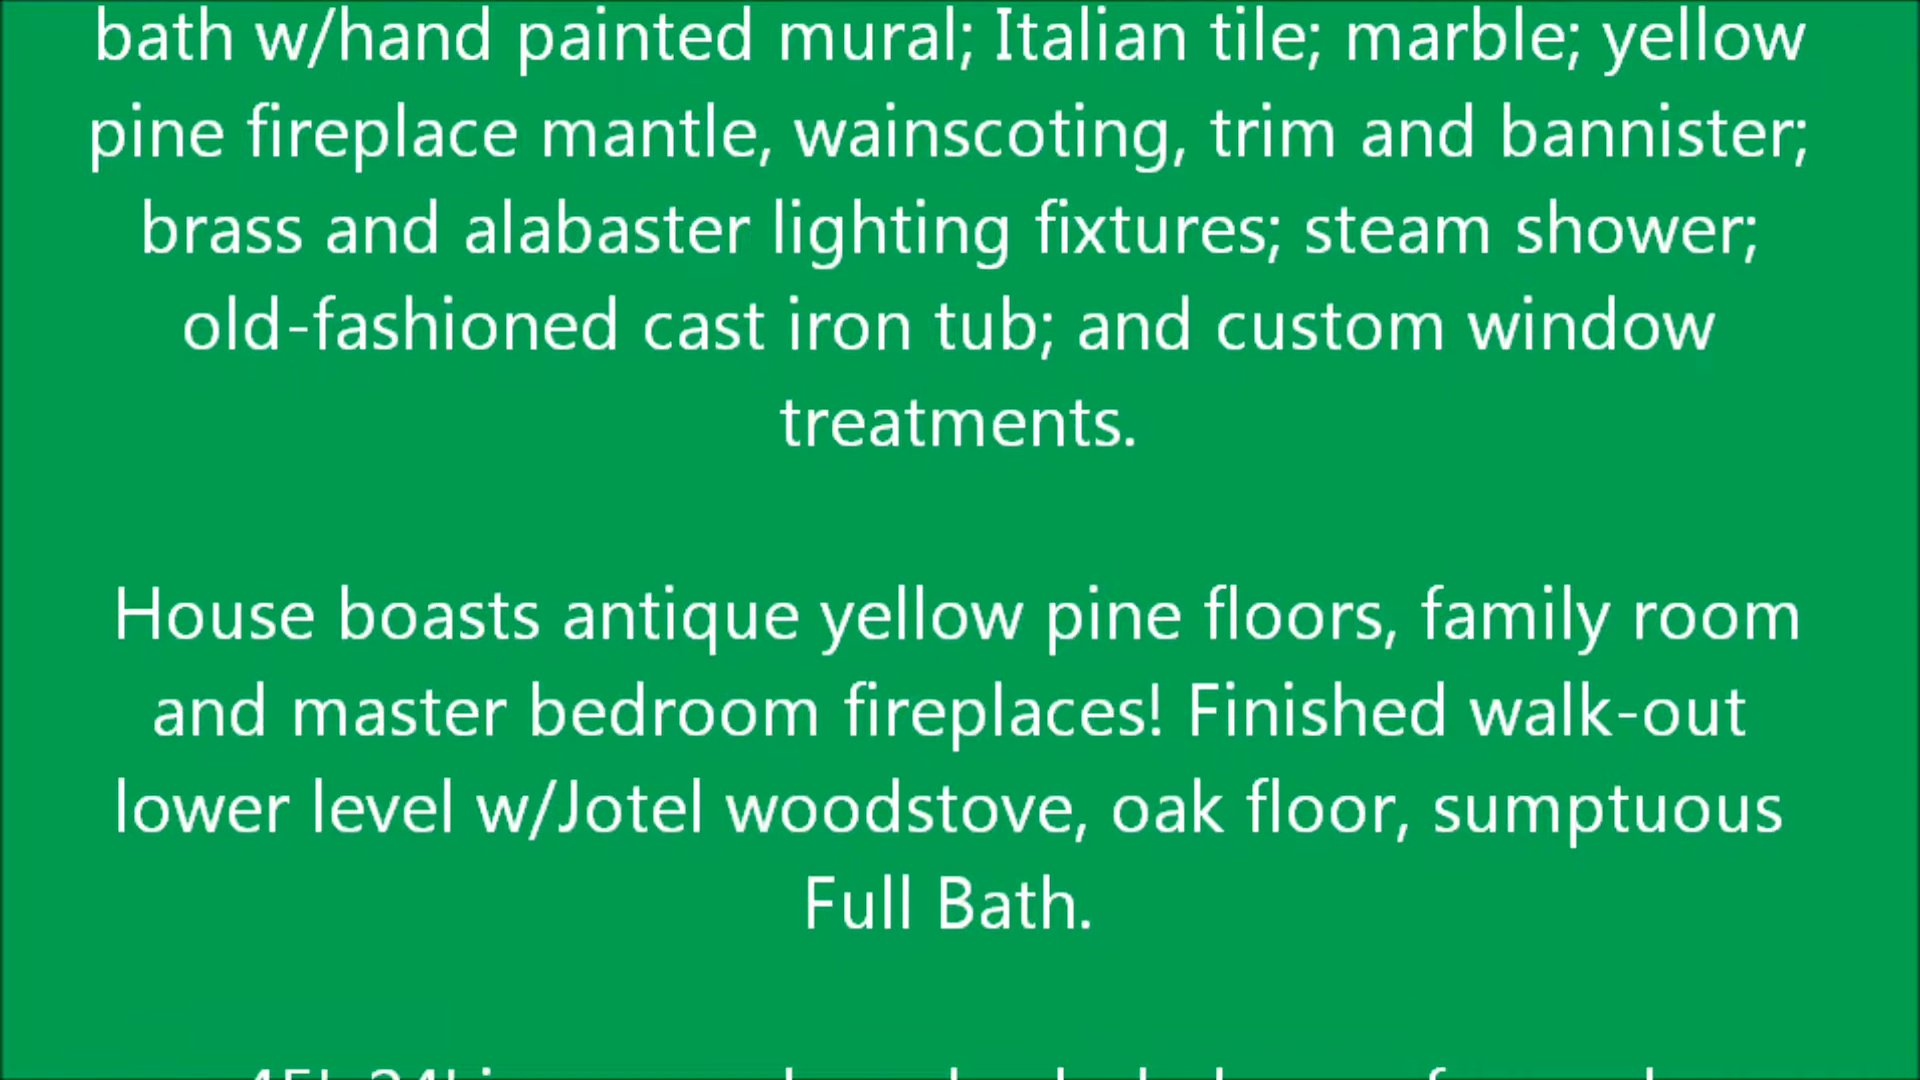 bath w/hand painted mural; Italian tile; marble; yellow
pine fireplace mantle, wainscoting, trim and bannister;
brass and alabaster lighting fixtures; steam shower;
old-fashioned cast iron tub; and custom window
treatments.
House boasts antique yellow pine floors, family room
and master bedroom fireplaces! Finished walk-out
lower level w/Jotel woodstove, oak floor, sumptuous
Full Bath.